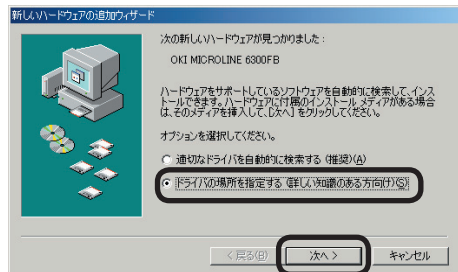 新しいハードウェアの追加ウィザード
次の新しいハードウェアが見つかりました :
OKI MICROLINE 6300FB
ハードウェアをサポートしているソフトウェアを自動的に検索して、インス
トールできます。ハードウェアに付属のインストール メディアがある場合
は、そのメディアを挿入して、[次へ] をクリックしてください。
オプションを選択してください。
適切なドライバを自動的に検索する (推奨)(A)
ドライバの場所を指定する (詳しい知識のある方向け)(S)
< 戻る(B)
次へ >
キャンセル